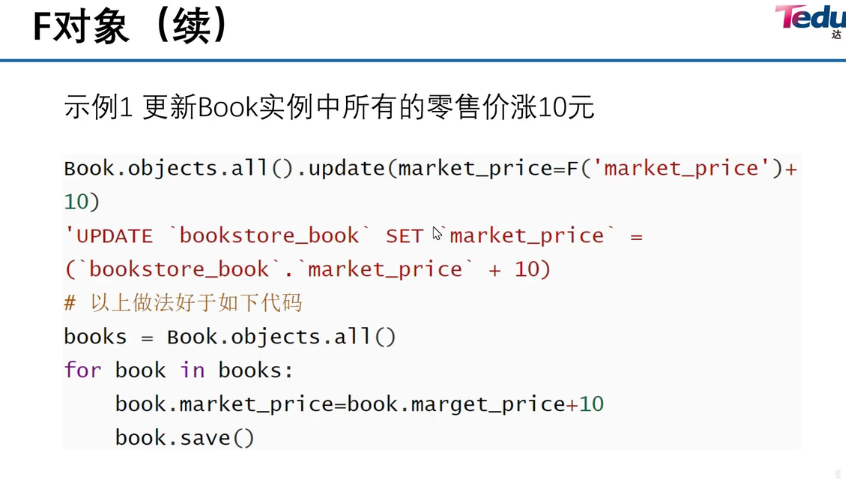 F对象（续）
Tedu
达
示例1 更新Book实例中所有的零售价涨10元
Book.objects.all().update(market_price=F('market_price')+
10)
'UPDATE `bookstore_book` SET `market_price` =
(`bookstore_book`.`market_price` + 10)
# 以上做法好于如下代码
books = Book.objects.all()
for book in books:
    book.market_price=book.marget_price+10
    book.save()